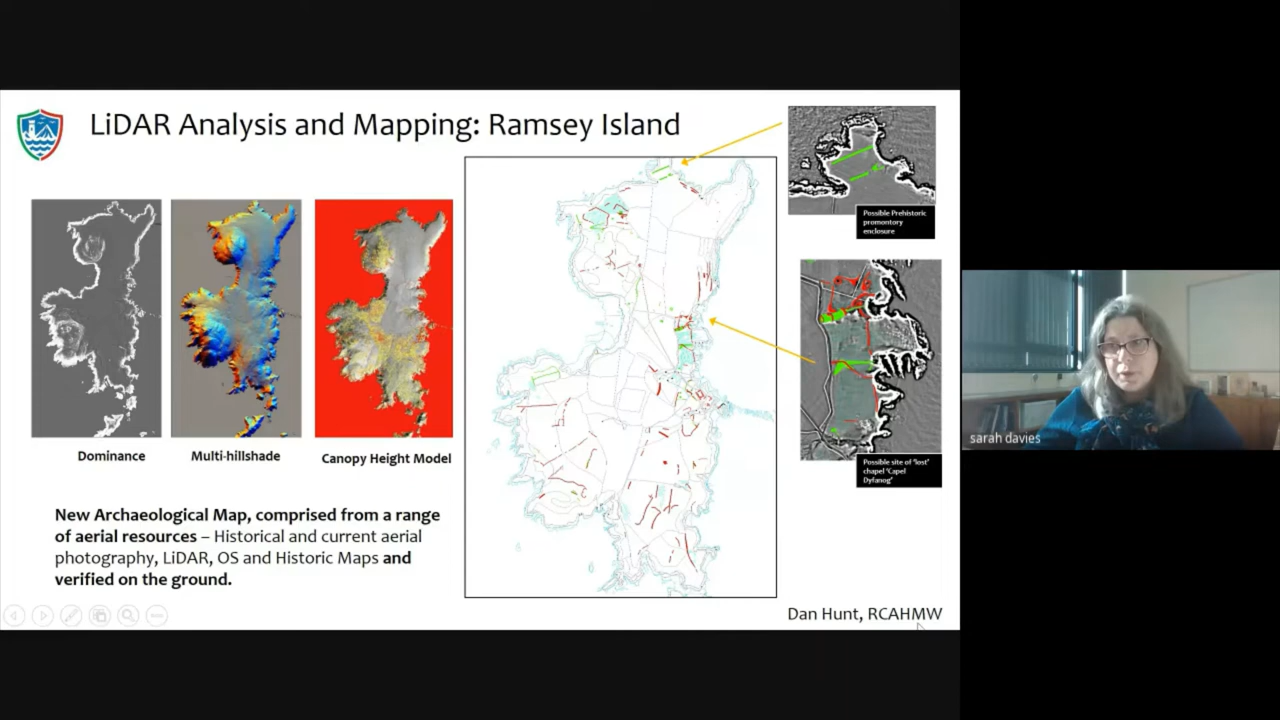 LiDAR Analysis and Mapping: Ramsey Island
Possible Prehistoric
promontory
enclosure
Dominance
Multi-hillshade
Canopy Height Model
Possible site of 'lost'
chapel 'Capel
Dyfanog'
New Archaeological Map, comprised from a range
of aerial resources – Historical and current aerial
photography, LiDAR, OS and Historic Maps and
verified on the ground.
Dan Hunt, RCAHMW
sarah davies